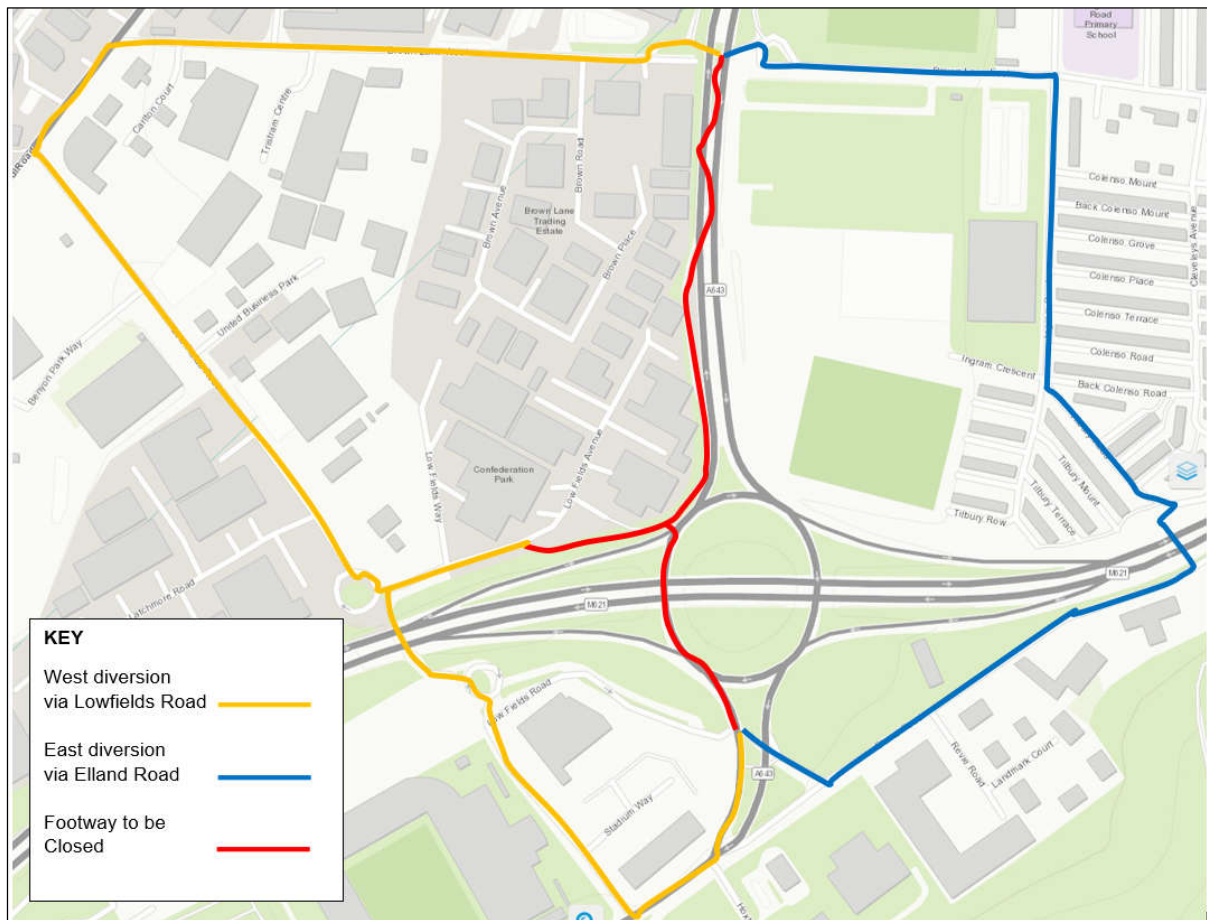 Road
Primary
School
Carlton Court
Tristram Centre
Brown Road
Brown Avenue
Brown Lane
Trading
Estate
Brown Place
A643
Colenso Mount
Back Colenso Mount
Colenso Grove
Colenso Place
Colenso Terrace
Colenso Road
Back Colenso Road
Cleveleys Avenue
Ingram Crescent
United Business Park
Benyon Park Way
Low Fields Way
Confederation
Park
Low Fields Avenue
Tilbury Mount
Tilbury Terrace
Tilbury Row
M621
M621
Latchmore Road
Low Fields Road
A643
Stadium Way
Revie Road
Landmark Court
KEY
West diversion
via Lowfields Road
East diversion
via Elland Road
Footway to be
Closed